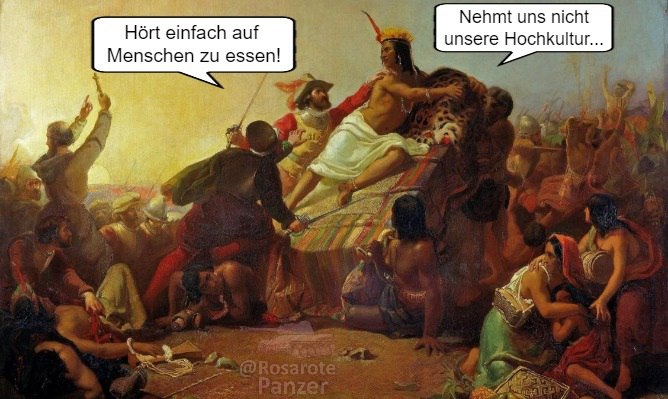 Hört einfach auf
Menschen zu essen!
Nehmt uns nicht
unsere Hochkultur...
@Rosarote
Panzer